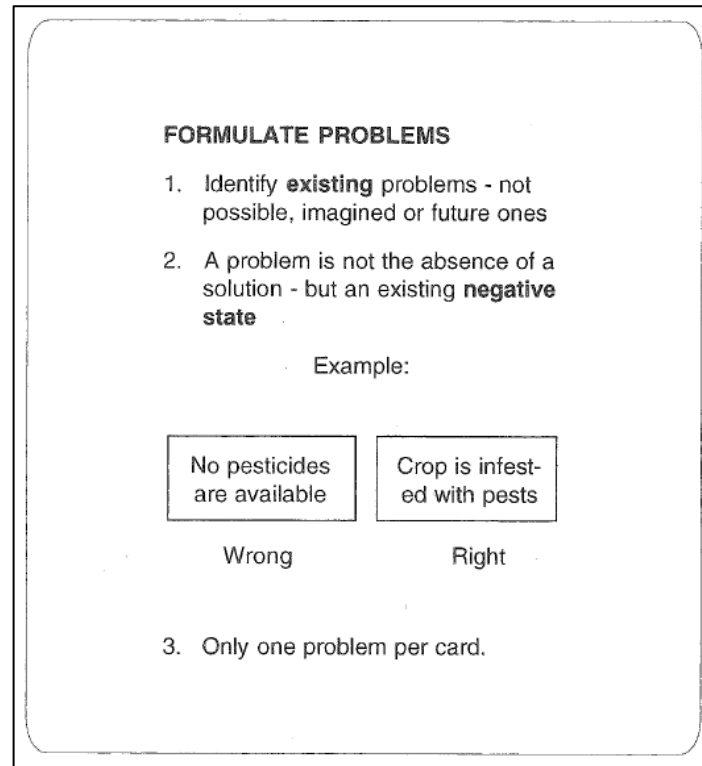 FORMULATE PROBLEMS
1. Identify existing problems - not
possible, imagined or future ones
2. A problem is not the absence of a
solution - but an existing negative
state
Example:
No pesticides
are available
Crop is infest-
ed with pests
Wrong
Right
3. Only one problem per card.